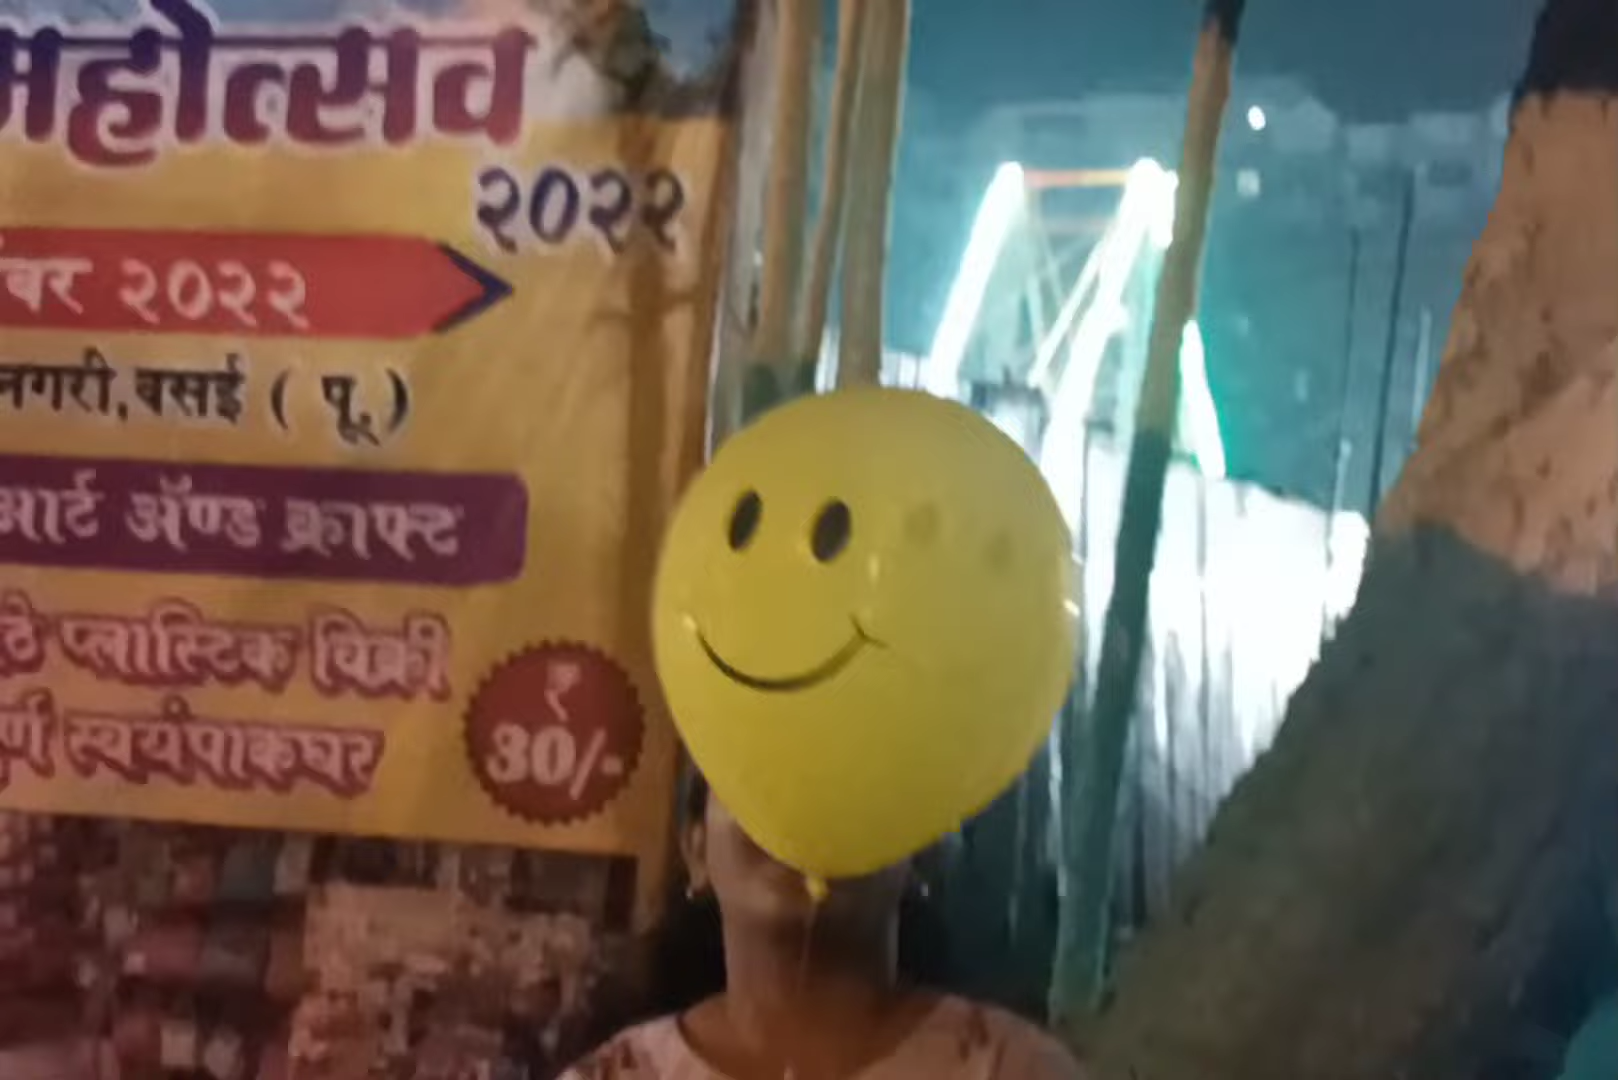 महोत्सव
२०२२
बर २०२२
नगरी,वसई ( पू.)
आर्ट ॲण्ड क्राफ्ट
प्लास्टिक विक्री
स्वयंपाकघर
₹
30/-